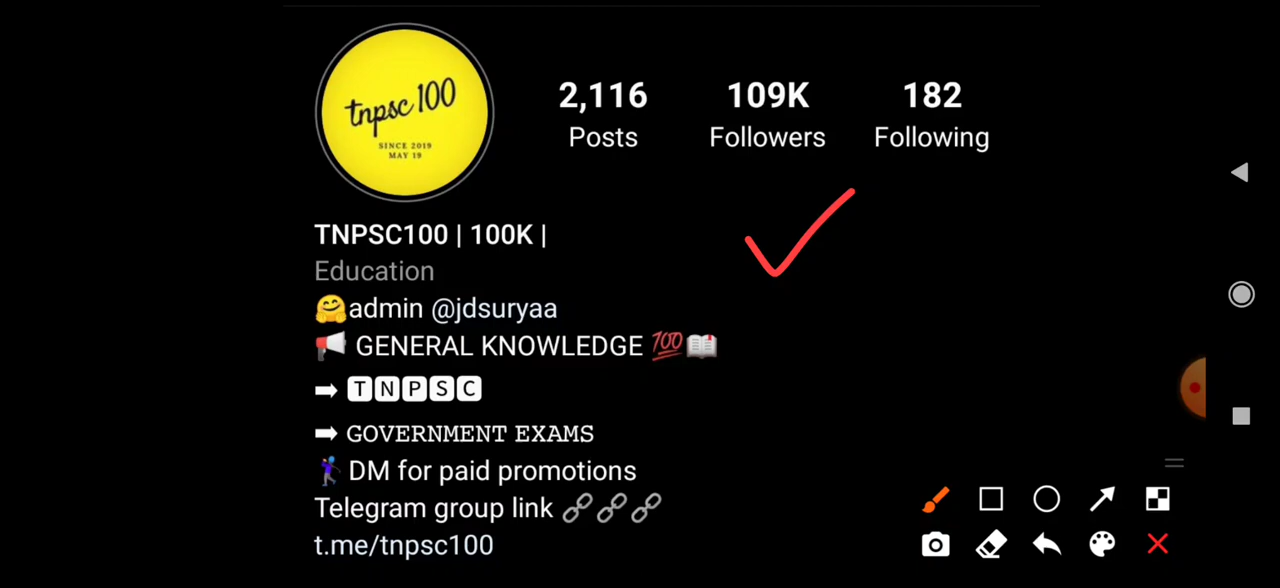 tnpsc 100
SINCE 2019
MAY 19
2,116 109K 182
Posts Followers Following
TNPSC100 | 100K |
Education
🤗admin @jdsuryaa
📢 GENERAL KNOWLEDGE 💯📖
➡ 🆃🅽🅿🆂🅲
➡ 𝙶𝙾𝚅𝙴𝚁𝙽𝙼𝙴𝙽𝚃 𝙴𝚇𝙰𝙼𝚂
DM for paid promotions
Telegram group link 🔗🔗🔗
t.me/tnpsc100